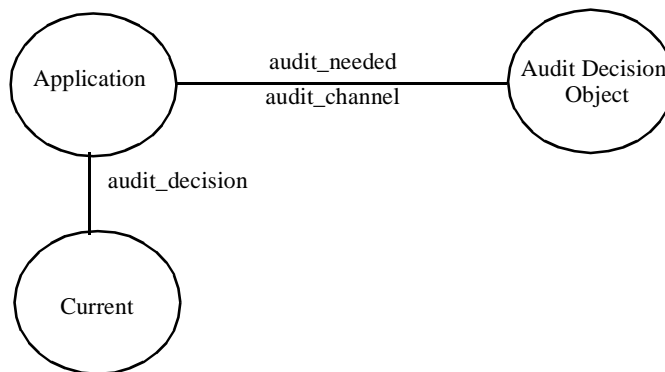 Application
audit_needed
audit_channel
Audit Decision
Object
audit_decision
Current